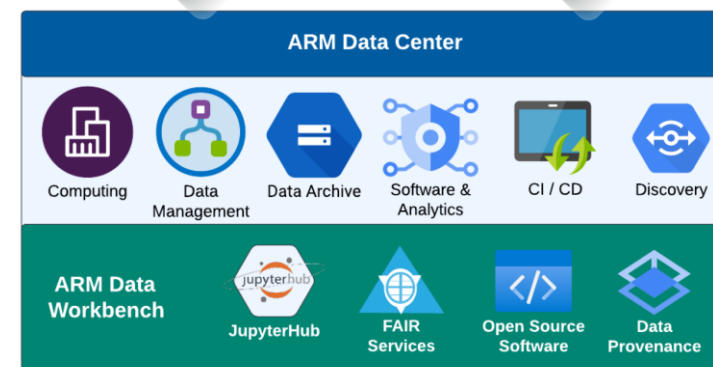 ARM Data Center
Computing
Data
Management
Data Archive
Software &
Analytics
CI / CD
Discovery
ARM Data
Workbench
jupyterhub
JupyterHub
FAIR
Services
</>
Open Source
Software
Data
Provenance